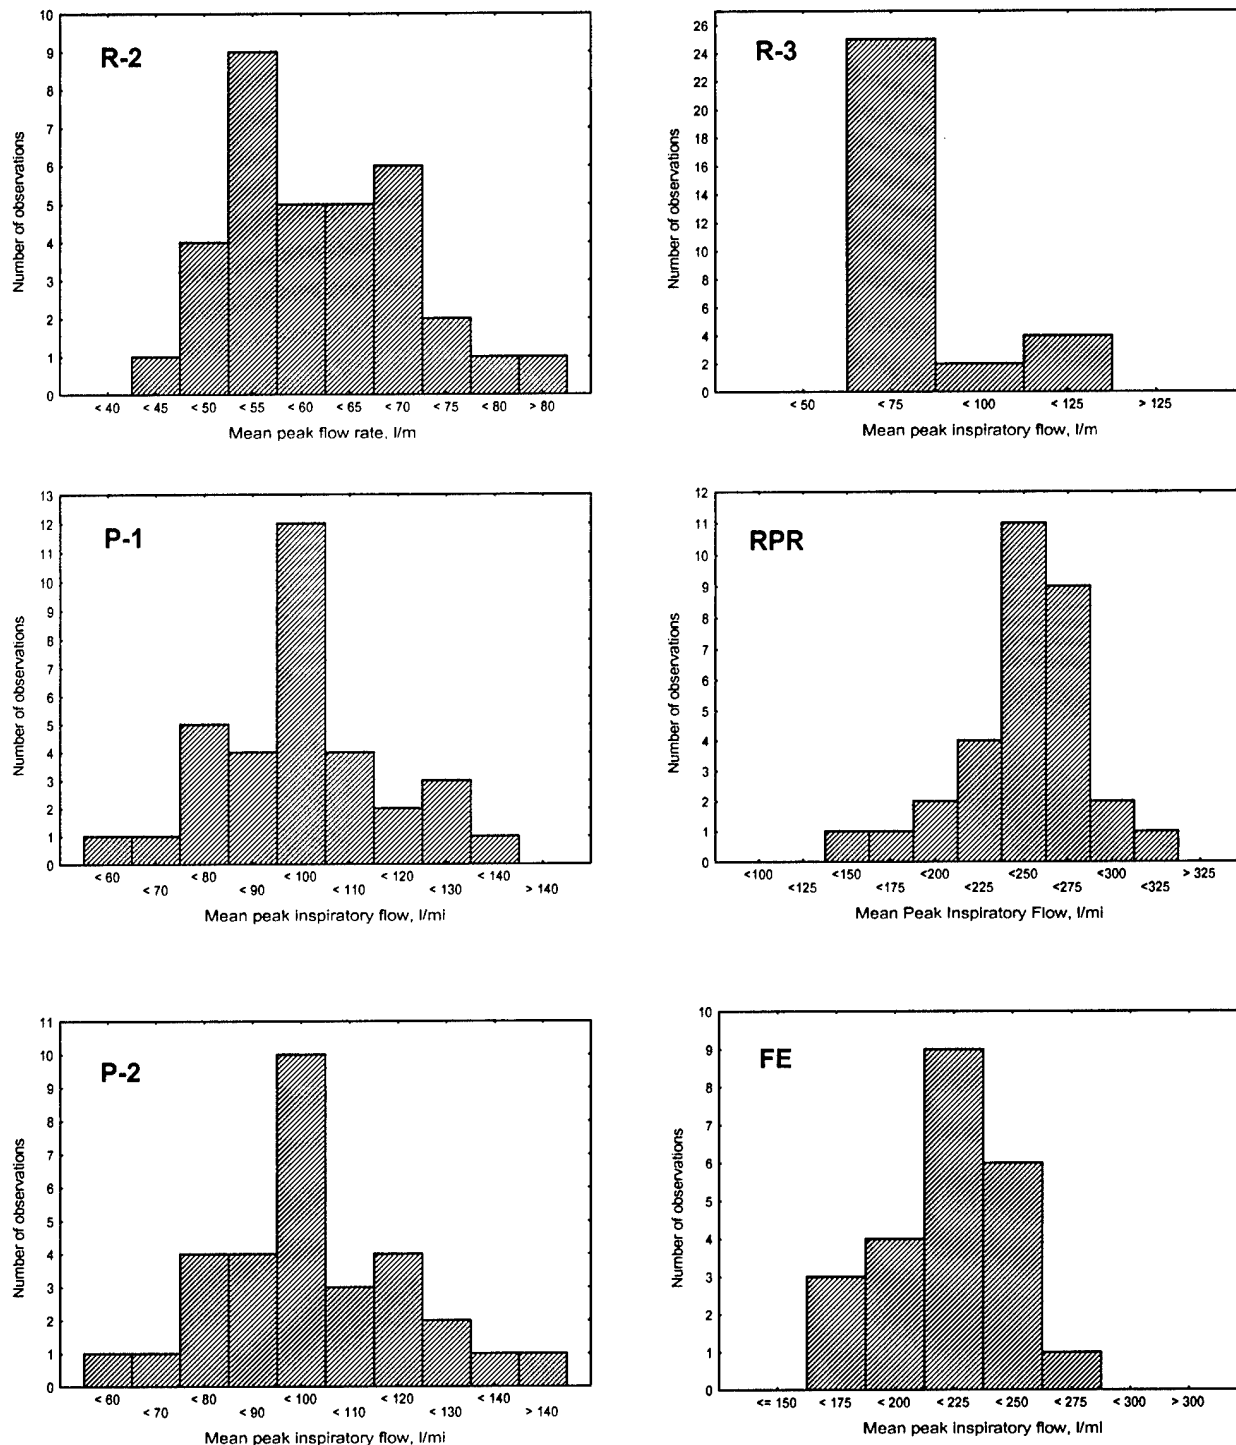 R-2
Number of observations
10
9
8
7
6
5
4
3
2
1
0
< 40 < 45 < 50 < 55 < 60 < 65 < 70 < 75 < 80 > 80
Mean peak flow rate, l/m
R-3
Number of observations
26
24
22
20
18
16
14
12
10
8
6
4
2
0
< 50 < 75 < 100 < 125 > 125
Mean peak inspiratory flow, l/m
P-1
Number of observations
13
12
11
10
9
8
7
6
5
4
3
2
1
0
< 60 < 80 < 100 < 120 < 140
< 70 < 90 < 110 < 130 > 140
Mean peak inspiratory flow, l/mi
RPR
Number of observations
12
11
10
9
8
7
6
5
4
3
2
1
0
<100 <150 <200 <250 <300 > 325
<125 <175 <225 <275 <325
Mean Peak Inspiratory Flow, l/mi
P-2
Number of observations
11
10
9
8
7
6
5
4
3
2
1
0
< 60 < 80 < 100 < 120 < 140
< 70 < 90 < 110 < 130 > 140
Mean peak inspiratory flow, l/mi
FE
Number of observations
10
9
8
7
6
5
4
3
2
1
0
<= 150 < 175 < 200 < 225 < 250 < 275 < 300 > 300
Mean peak inspiratory flow, l/mi